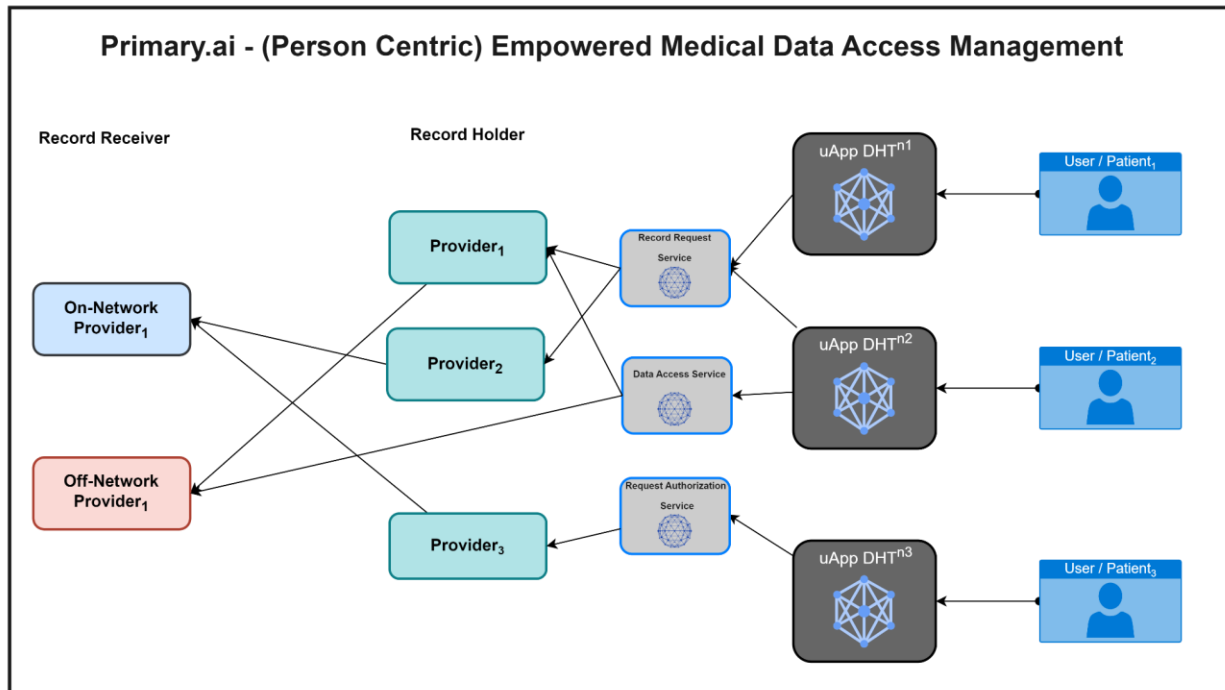 Primary.ai - (Person Centric) Empowered Medical Data Access Management
Record Receiver
Record Holder
On-Network
Provider₁
Off-Network
Provider₁
Provider₁
Provider₂
Provider₃
Record Request
Service
Data Access Service
Request Authorization
Service
uApp DHTⁿ¹
uApp DHTⁿ²
uApp DHTⁿ³
User / Patient₁
User / Patient₂
User / Patient₃